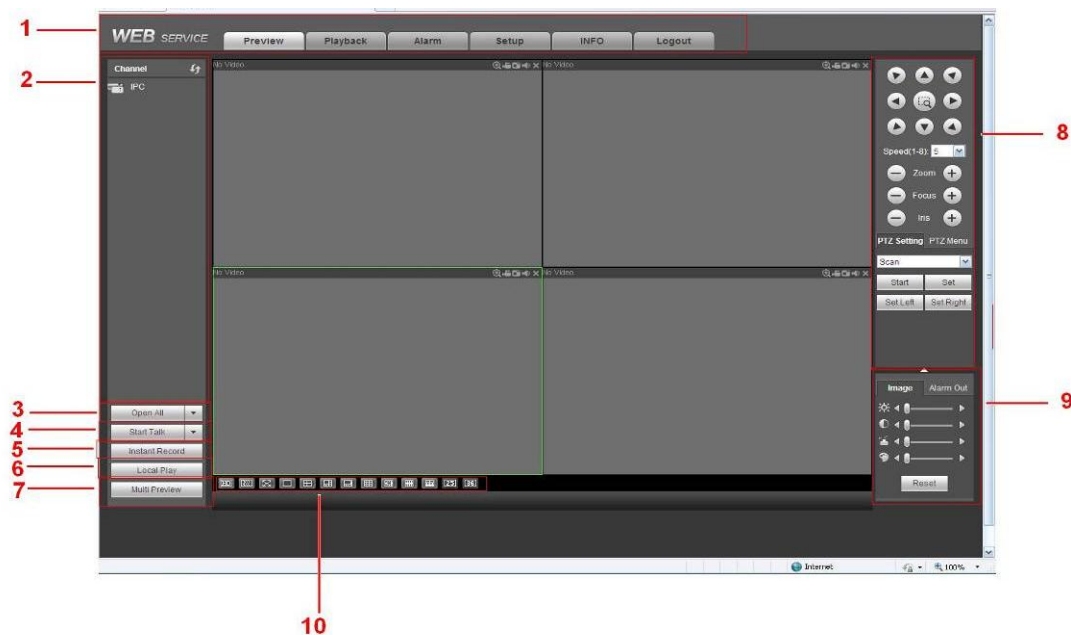 1
WEB SERVICE
Preview Playback Alarm Setup INFO Logout
2
Channel
IPC
No Video
No Video
No Video
No Video
8
Speed(1-8): 5
Zoom
Focus
Iris
PTZ Setting PTZ Menu
Scan
Start Set
Set Left Set Right
9
Image Alarm Out
Reset
3
Open All
4
Start Talk
5
Instant Record
6
Local Play
7
Multi Preview
25 36
10
Internet 100%